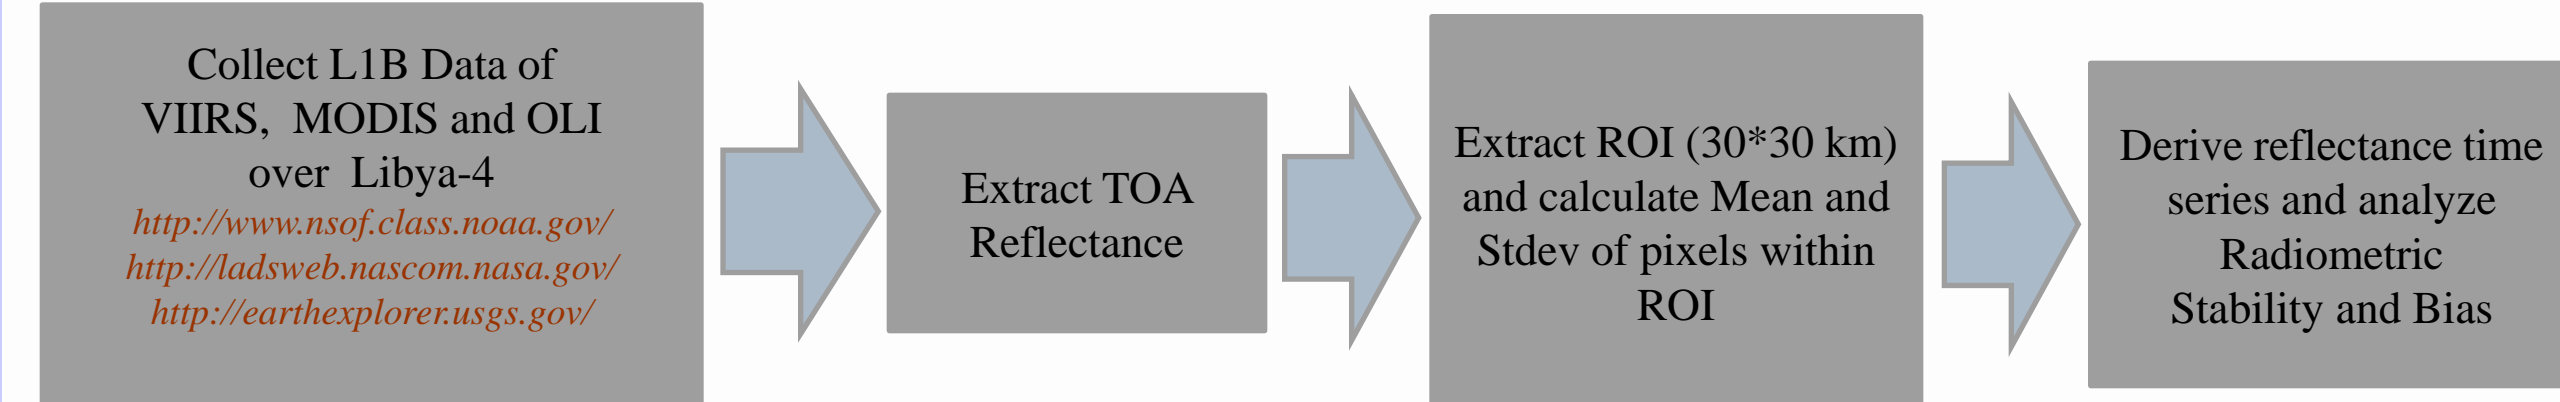 Collect L1B Data of
VIIRS, MODIS and OLI
over Libya-4
http://www.nsof.class.noaa.gov/
http://ladsweb.nascom.nasa.gov/
http://earthexplorer.usgs.gov/
Extract TOA
Reflectance
Extract ROI (30*30 km)
and calculate Mean and
Stdev of pixels within
ROI
Derive reflectance time
series and analyze
Radiometric
Stability and Bias